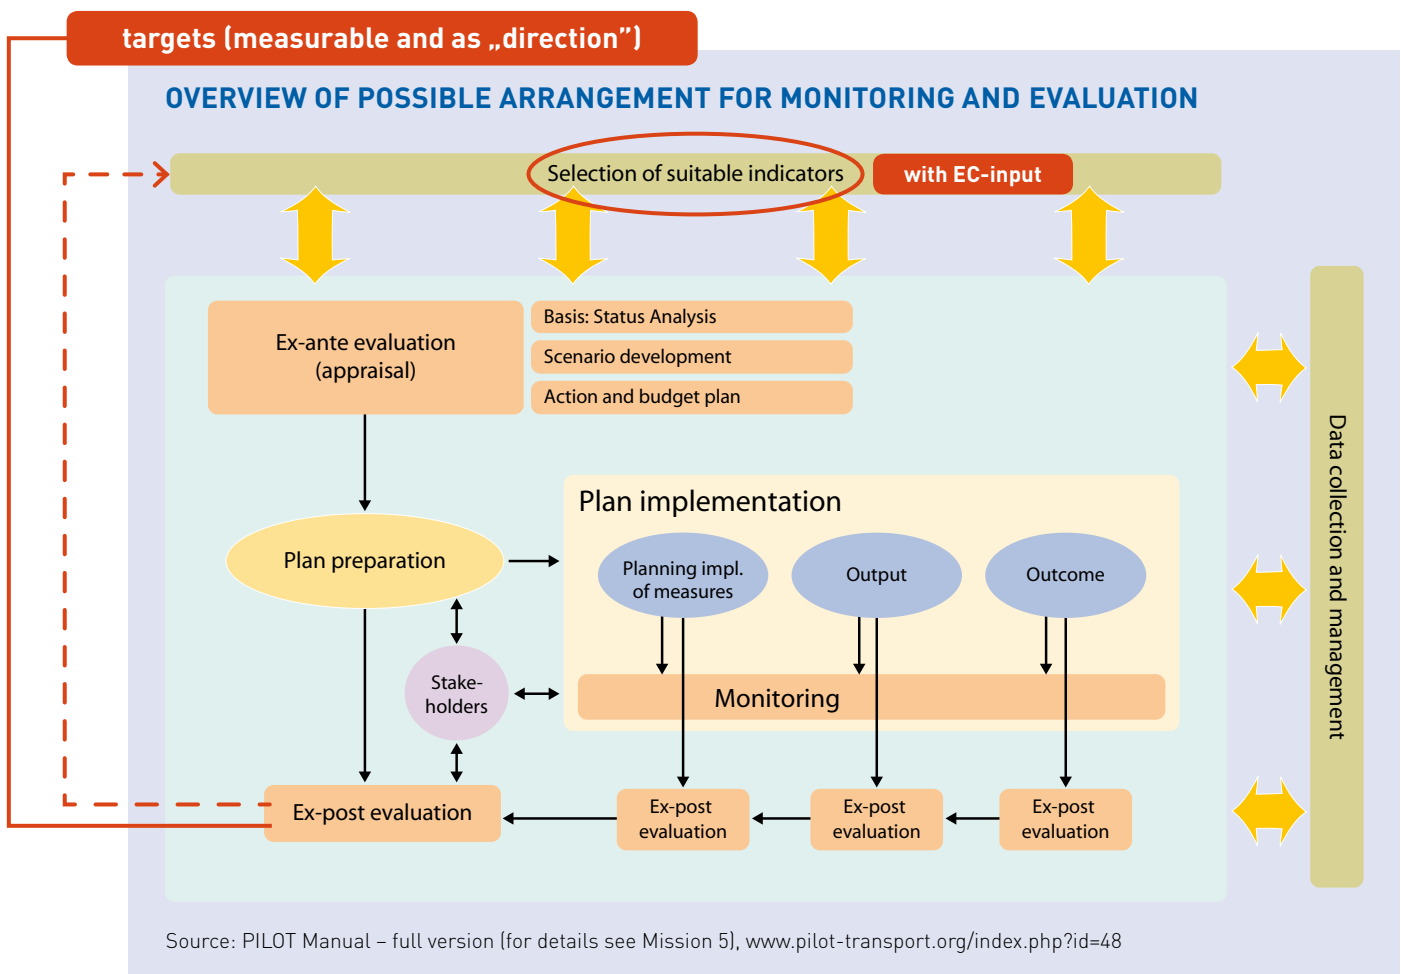 targets (measurable and as „direction”)
OVERVIEW OF POSSIBLE ARRANGEMENT FOR MONITORING AND EVALUATION
Selection of suitable indicators
with EC-input
Ex-ante evaluation
(appraisal)
Basis: Status Analysis
Scenario development
Action and budget plan
Data collection and management
Plan implementation
Plan preparation
Planning impl.
of measures
Output
Outcome
Stake-
holders
Monitoring
Ex-post evaluation
Ex-post
evaluation
Ex-post
evaluation
Ex-post
evaluation
Source: PILOT Manual – full version (for details see Mission 5), www.pilot-transport.org/index.php?id=48